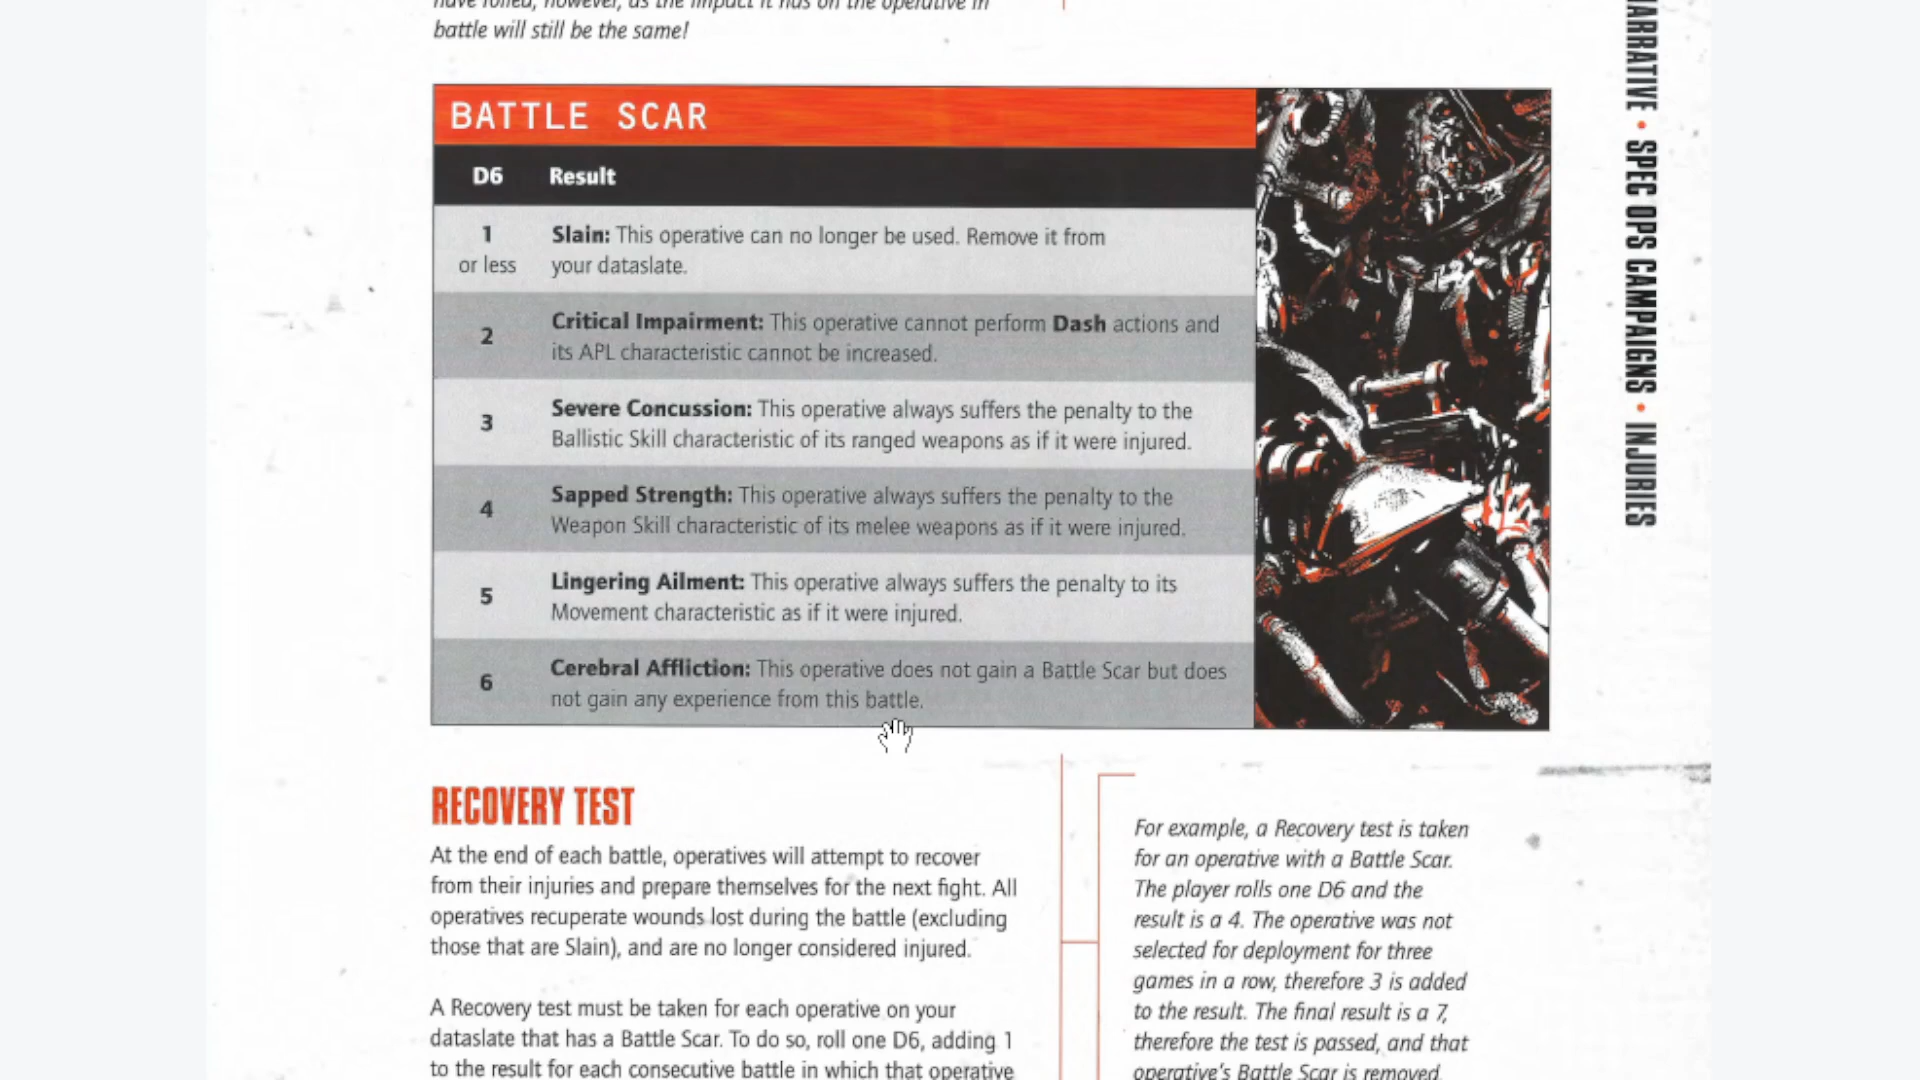 have rolled, however, as the impact it has on the operative in
battle will still be the same!
BATTLE SCAR
D6 Result
1 or less Slain: This operative can no longer be used. Remove it from
your dataslate.
2 Critical Impairment: This operative cannot perform Dash actions and
its APL characteristic cannot be increased.
3 Severe Concussion: This operative always suffers the penalty to the
Ballistic Skill characteristic of its ranged weapons as if it were injured.
4 Sapped Strength: This operative always suffers the penalty to the
Weapon Skill characteristic of its melee weapons as if it were injured.
5 Lingering Ailment: This operative always suffers the penalty to its
Movement characteristic as if it were injured.
6 Cerebral Affliction: This operative does not gain a Battle Scar but does
not gain any experience from this battle.
RECOVERY TEST
At the end of each battle, operatives will attempt to recover
from their injuries and prepare themselves for the next fight. All
operatives recuperate wounds lost during the battle (excluding
those that are Slain), and are no longer considered injured.
A Recovery test must be taken for each operative on your
dataslate that has a Battle Scar. To do so, roll one D6, adding 1
to the result for each consecutive battle in which that operative
For example, a Recovery test is taken
for an operative with a Battle Scar.
The player rolls one D6 and the
result is a 4. The operative was not
selected for deployment for three
games in a row, therefore 3 is added
to the result. The final result is a 7,
therefore the test is passed, and that
operative's Battle Scar is removed.
NARRATIVE • SPEC OPS CAMPAIGNS • INJURIES